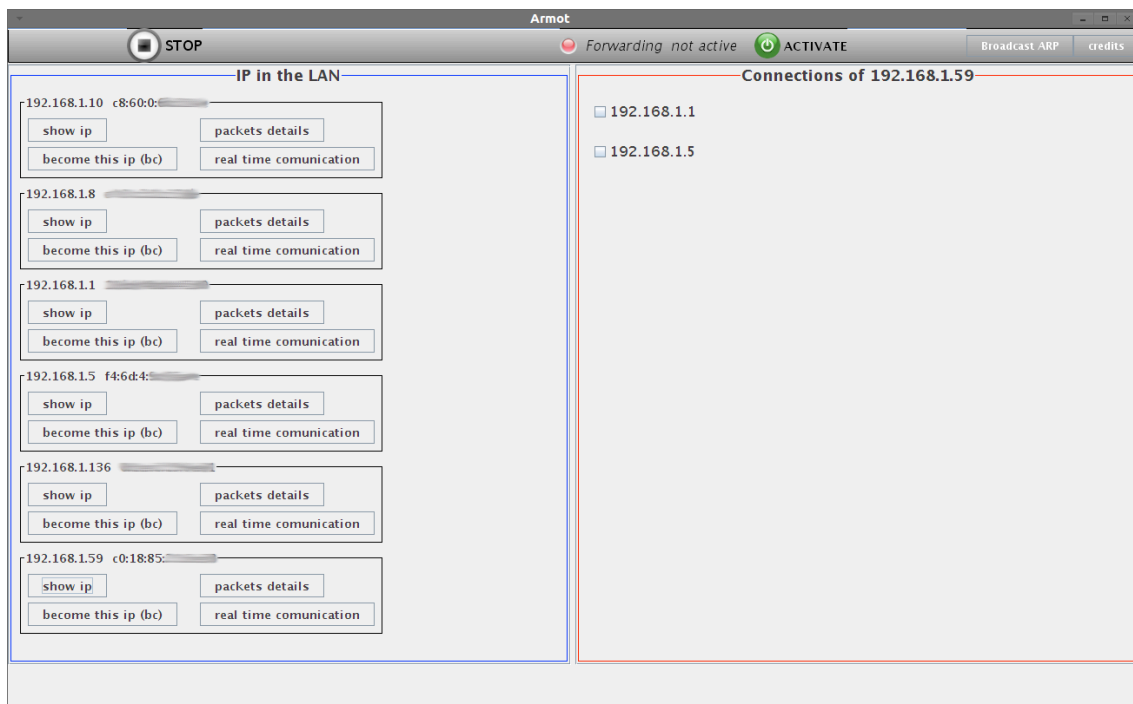 Armot
STOP
Forwarding not active
ACTIVATE
Broadcast ARP
credits
IP in the LAN
192.168.1.10 c8:60:0:
show ip
packets details
become this ip (bc)
real time comunication
192.168.1.8
show ip
packets details
become this ip (bc)
real time comunication
192.168.1.1
show ip
packets details
become this ip (bc)
real time comunication
192.168.1.5 f4:6d:4:
show ip
packets details
become this ip (bc)
real time comunication
192.168.1.136
show ip
packets details
become this ip (bc)
real time comunication
192.168.1.59 c0:18:85:
show ip
packets details
become this ip (bc)
real time comunication
Connections of 192.168.1.59
192.168.1.1
192.168.1.5